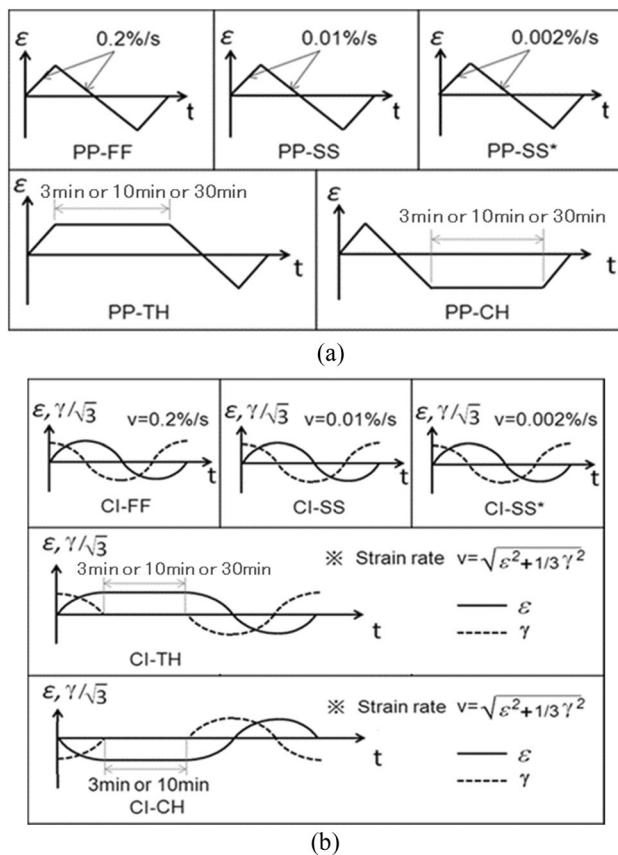 ε
0.2%/s
t
PP-FF
ε
0.01%/s
t
PP-SS
ε
0.002%/s
t
PP-SS*
ε
3min or 10min or 30min
t
PP-TH
ε
3min or 10min or 30min
t
PP-CH
(a)
ε, γ/√3
v=0.2%/s
t
CI-FF
ε, γ/√3
v=0.01%/s
t
CI-SS
ε, γ/√3
v=0.002%/s
t
CI-SS*
ε, γ/√3
3min or 10min or 30min
t
CI-TH
※ Strain rate v=√ε²+1/3γ²
ε
γ
ε, γ/√3
3min or 10min
t
CI-CH
※ Strain rate v=√ε²+1/3γ²
ε
γ
(b)